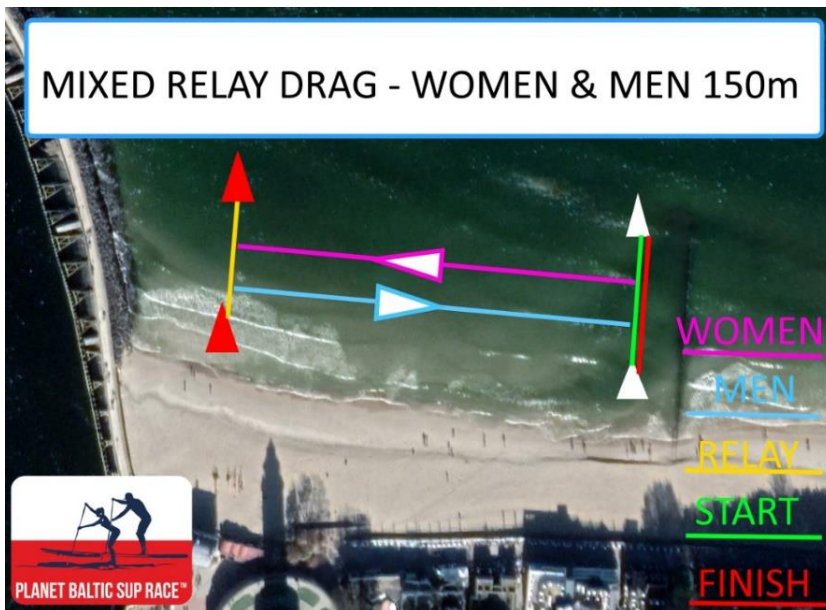 MIXED RELAY DRAG - WOMEN & MEN 150m
WOMEN
MEN
RELAY
START
FINISH
PLANET BALTIC SUP RACE™